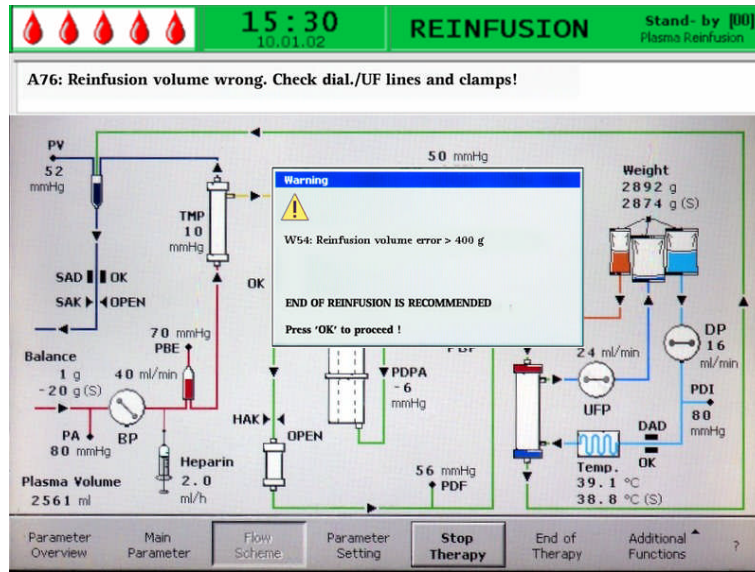 15:30
10.01.02
REINFUSION
Stand- by [00]
Plasma Reinfusion
A76: Reinfusion volume wrong. Check dial./UF lines and clamps!
PV
52
mmHg
50 mmHg
Warning
W54: Reinfusion volume error > 400 g
END OF REINFUSION IS RECOMMENDED
Press ‘OK’ to proceed !
Weight
2892 g
2874 g (S)
TMP
10
mmHg
SAD OK
SAK OPEN
OK
70 mmHg
PBE
Balance
1 g
-20 g (S)
40 ml/min
PA
80 mmHg
BP
Heparin
2.0
ml/h
Plasma Volume
2561 ml
HAK
OPEN
PDPA
-6
mmHg
PBP
56 mmHg
PDF
24 ml/min
UFP
DP
16
ml/min
PDI
80
mmHg
DAD
OK
Temp.
39.1 °C
38.8 °C (S)
Parameter Overview
Main Parameter
Flow Scheme
Parameter Setting
Stop Therapy
End of Therapy
Additional Functions
?